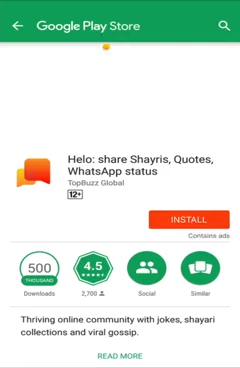 Google Play Store
Helo: share Shayris, Quotes,
WhatsApp status
TopBuzz Global
12+
INSTALL
Contains ads
500
THOUSAND
4.5
Downloads
2,700
Social
Similar
Thriving online community with jokes, shayari
collections and viral gossip.
READ MORE